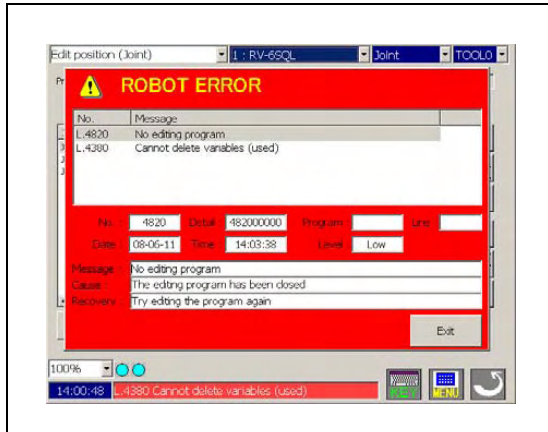 Edit position (Joint) 1 : RV-6SQL Joint TOOL0
Pr
ROBOT ERROR
No. Message
L.4820 No editing program
L.4380 Cannot delete variables (used)
No. : 4820 Detail : 482000000 Program : Line :
Date : 08-06-11 Time : 14:03:38 Level : Low
Message : No editing program
Cause : The editng program has been closed
Recovery : Try editing the program again
Exit
100%
14:00:48 L.4380 Cannot delete variables (used) KEY MENU